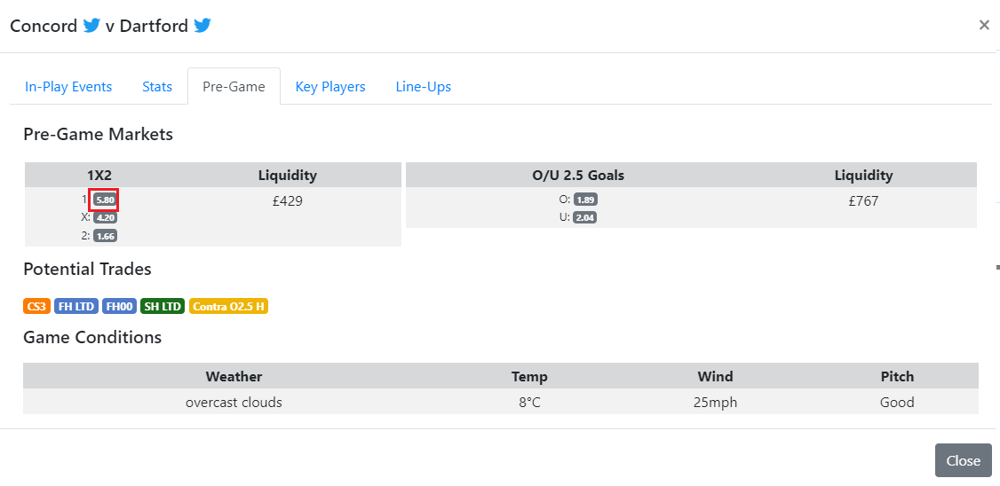 Concord v Dartford ×
In-Play Events Stats Pre-Game Key Players Line-Ups
Pre-Game Markets
1X2 Liquidity O/U 2.5 Goals Liquidity
1 5.80 £429 O: 1.89 £767
X: 4.20 U: 2.04
2: 1.66
Potential Trades
CS3 FH LTD FH00 SH LTD Contra O2.5 H
Game Conditions
Weather Temp Wind Pitch
overcast clouds 8°C 25mph Good
Close